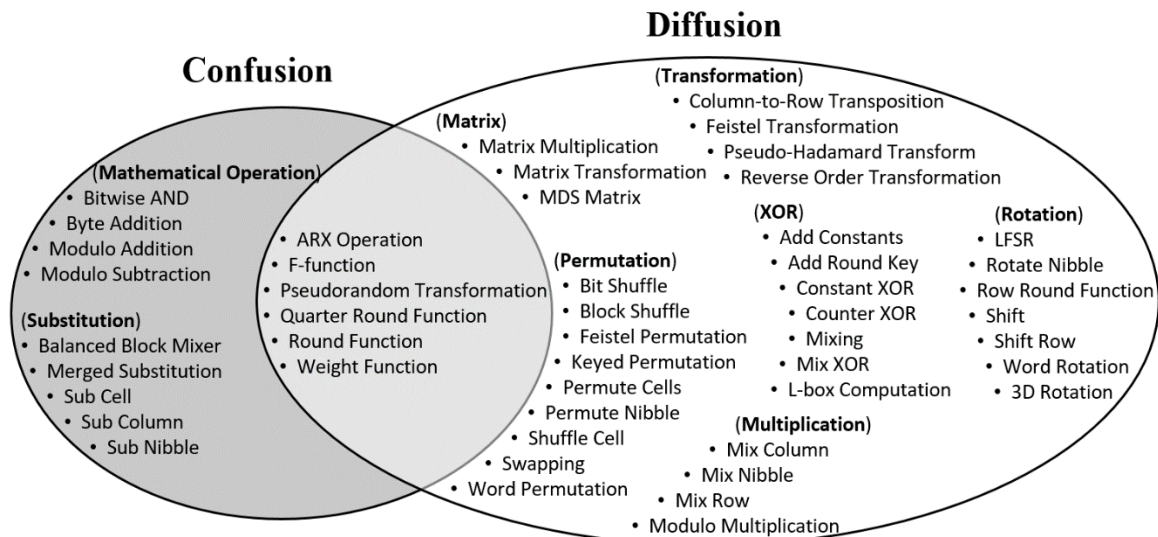 Diffusion
Confusion
(Mathematical Operation)
• Bitwise AND
• Byte Addition
• Modulo Addition
• Modulo Subtraction
(Substitution)
• Balanced Block Mixer
• Merged Substitution
• Sub Cell
• Sub Column
• Sub Nibble
• ARX Operation
• F-function
• Pseudorandom Transformation
• Quarter Round Function
• Round Function
• Weight Function
(Matrix)
• Matrix Multiplication
• Matrix Transformation
• MDS Matrix
(Transformation)
• Column-to-Row Transposition
• Feistel Transformation
• Pseudo-Hadamard Transform
• Reverse Order Transformation
(Permutation)
• Bit Shuffle
• Block Shuffle
• Feistel Permutation
• Keyed Permutation
• Permute Cells
• Permute Nibble
• Shuffle Cell
• Swapping
• Word Permutation
(XOR)
• Add Constants
• Add Round Key
• Constant XOR
• Counter XOR
• Mixing
• Mix XOR
• L-box Computation
(Rotation)
• LFSR
• Rotate Nibble
• Row Round Function
• Shift
• Shift Row
• Word Rotation
• 3D Rotation
(Multiplication)
• Mix Column
• Mix Nibble
• Mix Row
• Modulo Multiplication